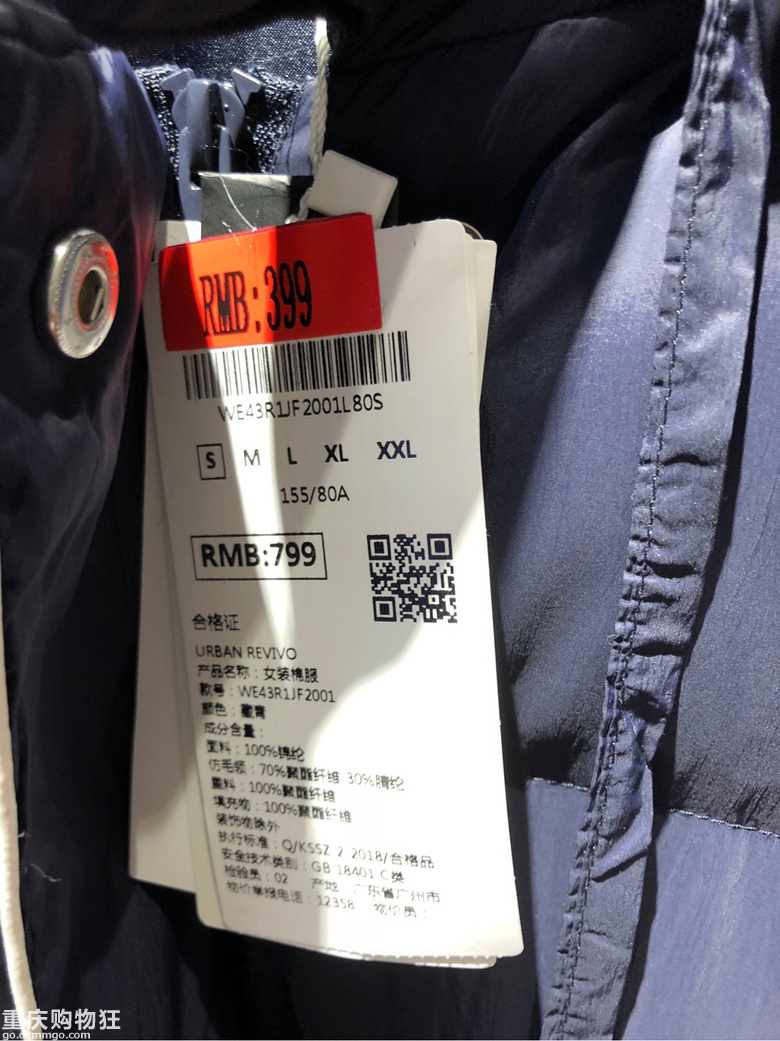 RMB:399
WE43R1JF2001L80S
S M L XL XXL
155/80A
RMB:799
合格证
URBAN REVIVO
产品名称：女装棉服
款号：WE43R1JF2001
颜色：藏青
成分含量：
面料：100%锦纶
仿毛领：70%聚酯纤维 30%腈纶
里料：100%聚酯纤维
填充物：100%聚酯纤维
装饰物除外
执行标准：Q/KSSZ 2-2018/合格品
安全技术类别：GB 18401 C类
检验员：02 产地：广东省广州市
物价举报电话：12358 物价员：
重庆购物狂
go.cqmmgo.com